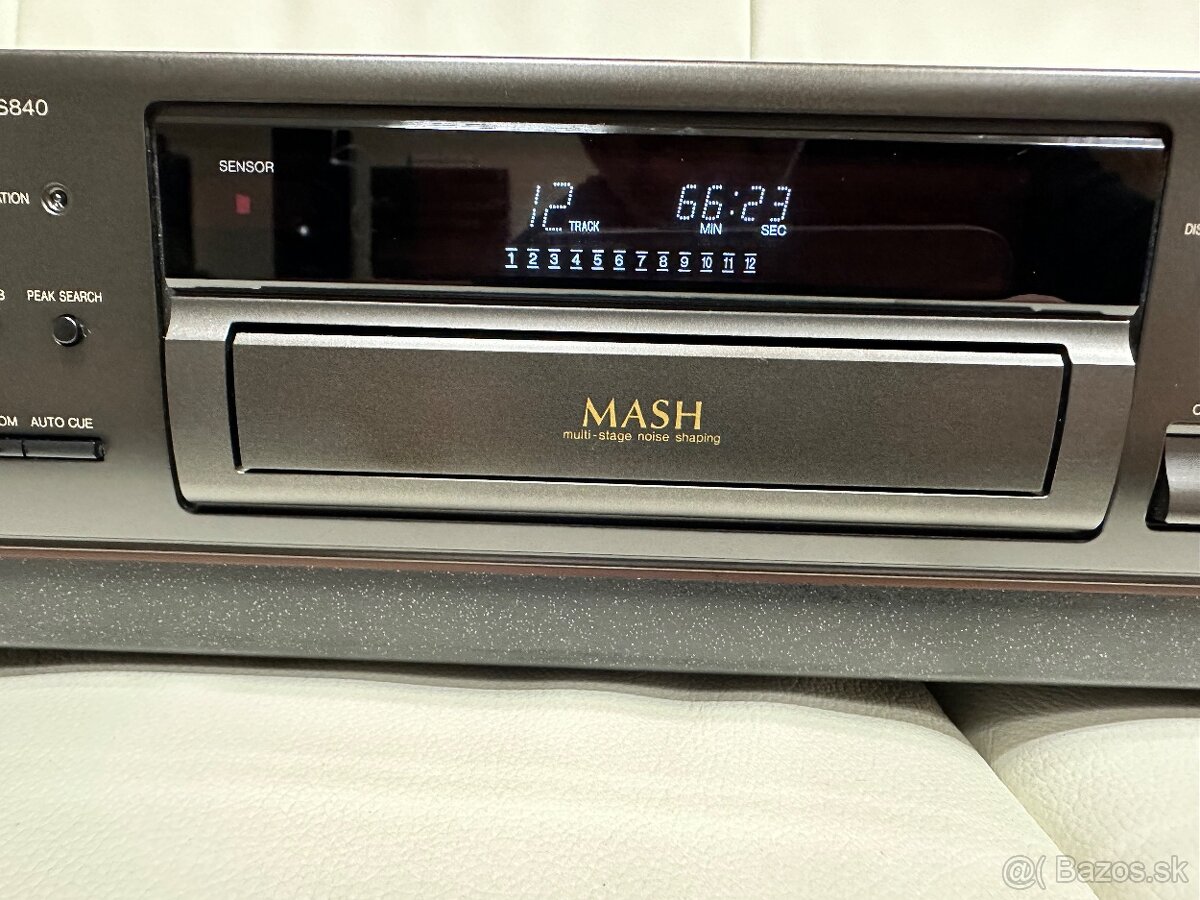 S840
SENSOR
12 TRACK
66:23
MIN SEC
1 2 3 4 5 6 7 8 9 10 11 12
PEAK SEARCH
AUTO CUE
MASH
multi-stage noise shaping
@( Bazos.sk